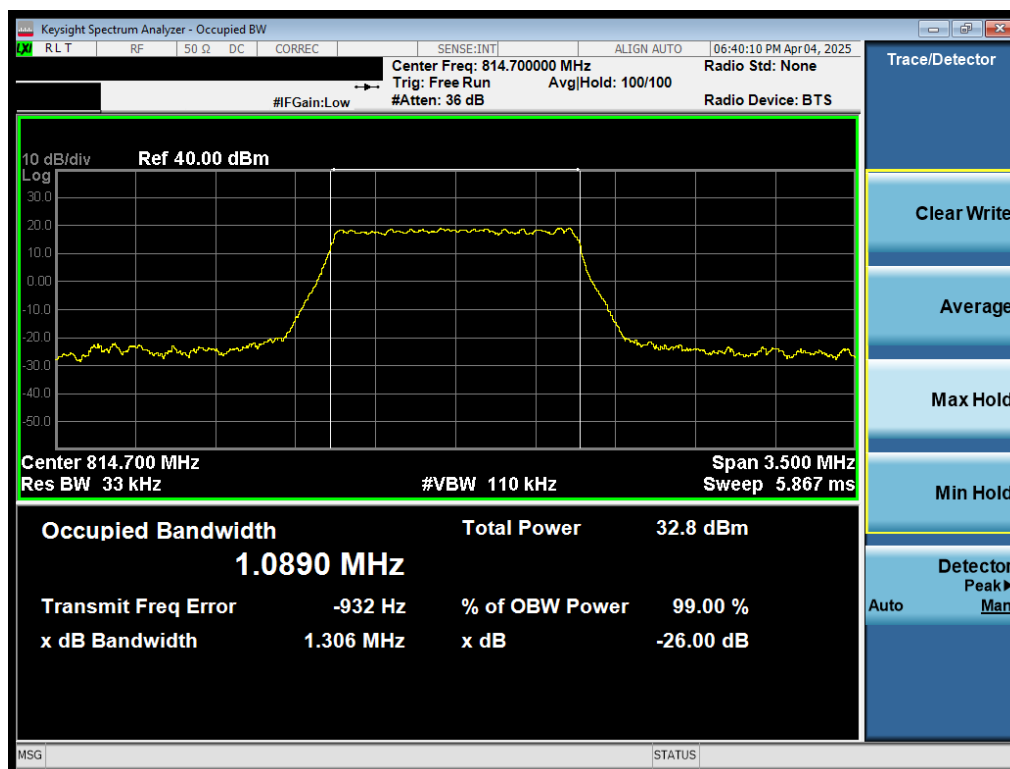 Keysight Spectrum Analyzer - Occupied BW
LXI RLT RF 50 Ω DC CORREC SENSE:INT ALIGN AUTO 06:40:10 PM Apr 04, 2025
Center Freq: 814.700000 MHz Radio Std: None
Trig: Free Run Avg|Hold: 100/100
#IFGain:Low #Atten: 36 dB Radio Device: BTS
10 dB/div Ref 40.00 dBm
Log
30.0
20.0
10.0
0.00
-10.0
-20.0
-30.0
-40.0
-50.0
Center 814.700 MHz Span 3.500 MHz
Res BW 33 kHz #VBW 110 kHz Sweep 5.867 ms
Occupied Bandwidth Total Power 32.8 dBm
1.0890 MHz
Transmit Freq Error -932 Hz % of OBW Power 99.00 %
x dB Bandwidth 1.306 MHz x dB -26.00 dB
MSG STATUS
Trace/Detector
Clear Write
Average
Max Hold
Min Hold
Detector
Peak
Auto Man